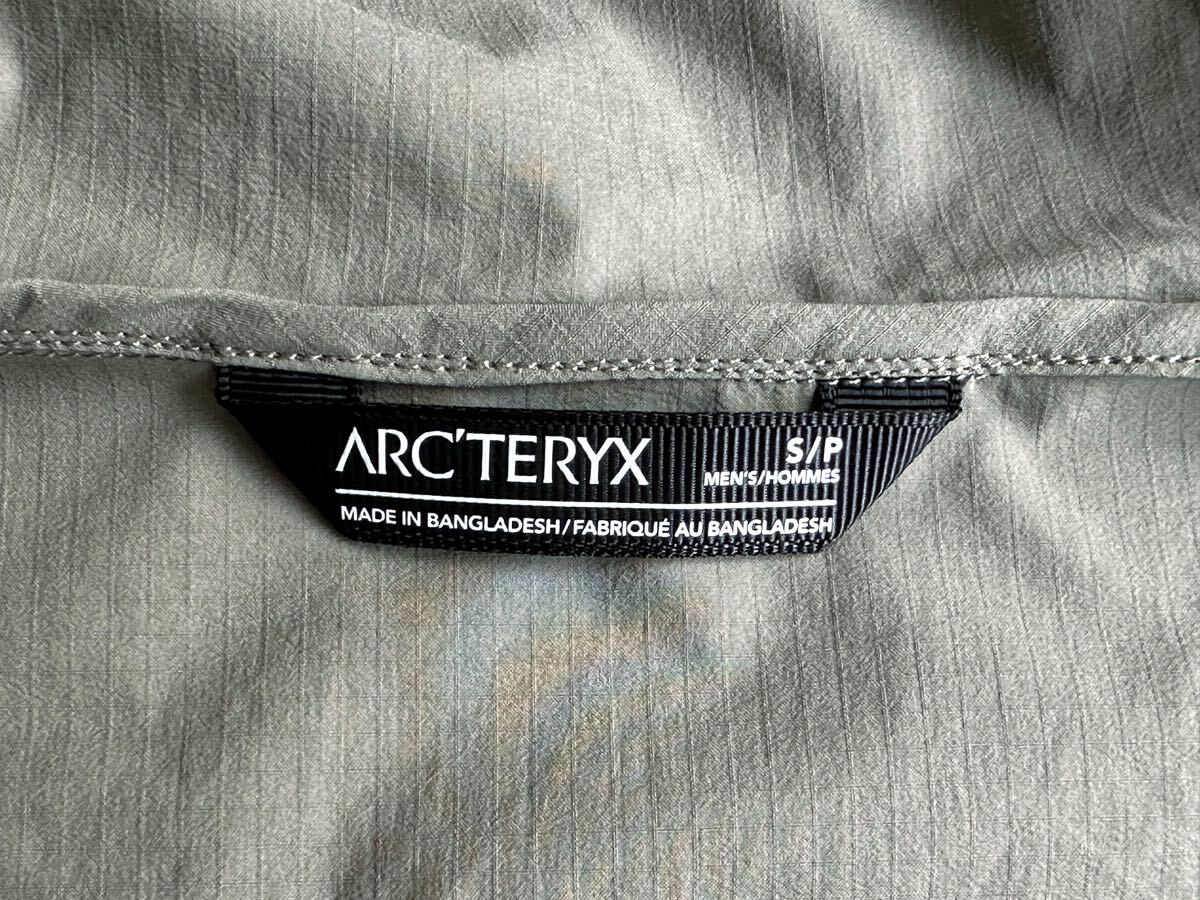 ARC'TERYX
S/P
MEN'S/HOMMES
MADE IN BANGLADESH/FABRIQUÉ AU BANGLADESH